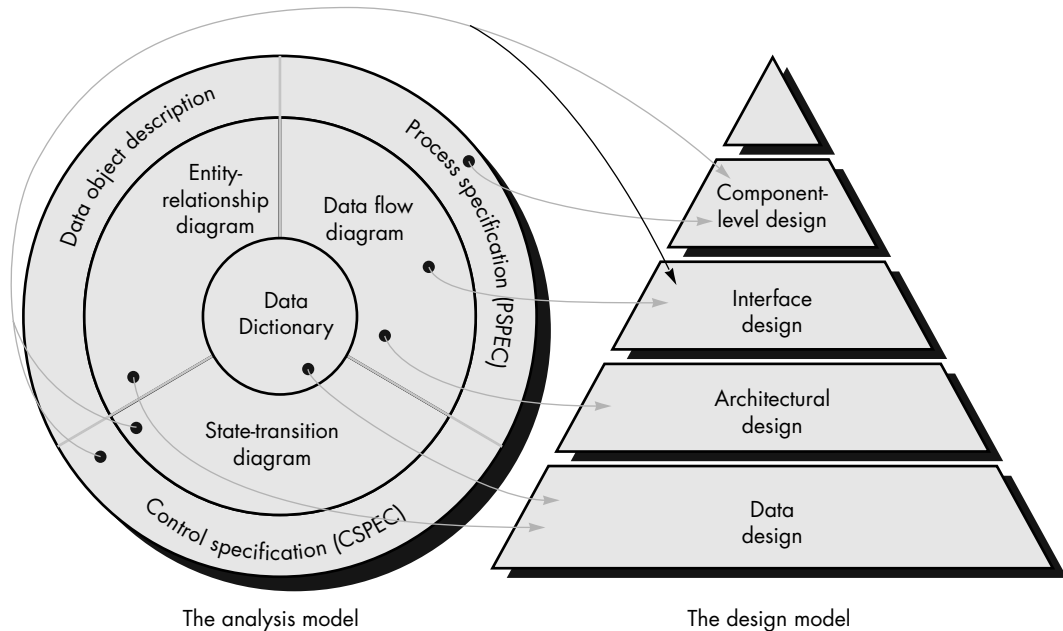 Data object description
Process specification (PSPEC)
Control specification (CSPEC)
Entity-
relationship
diagram
Data flow
diagram
Data
Dictionary
State-transition
diagram
The analysis model
Component-
level design
Interface
design
Architectural
design
Data
design
The design model